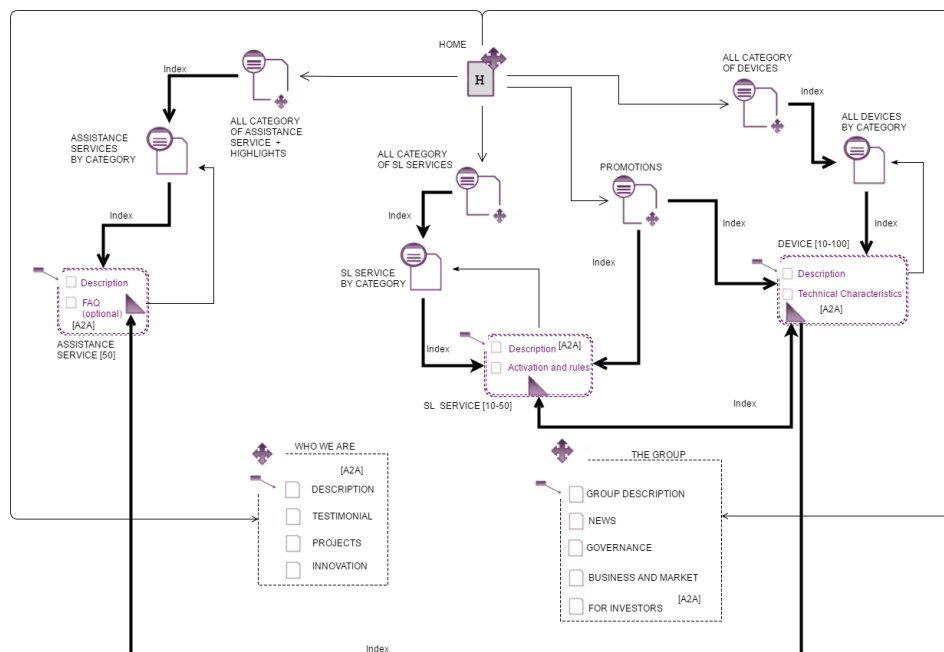 HOME
H
ALL CATEGORY
OF DEVICES
Index
Index
ALL CATEGORY
OF ASSISTANCE
SERVICE +
HIGHLIGHTS
ASSISTANCE
SERVICES
BY CATEGORY
ALL DEVICES
BY CATEGORY
ALL CATEGORY
OF SL SERVICES
PROMOTIONS
Index
Index
Index
Index
DEVICE [10-100]
Index
SL SERVICE
BY CATEGORY
Description
FAQ
(optional)
[A2A]
ASSISTANCE
SERVICE [50]
Description
Technical Characteristics
[A2A]
Index
Description
[A2A]
Activation and rules
SL SERVICE [10-50]
Index
WHO WE ARE
[A2A]
DESCRIPTION
TESTIMONIAL
PROJECTS
INNOVATION
THE GROUP
GROUP DESCRIPTION
NEWS
GOVERNANCE
BUSINESS AND MARKET
FOR INVESTORS
[A2A]
Index